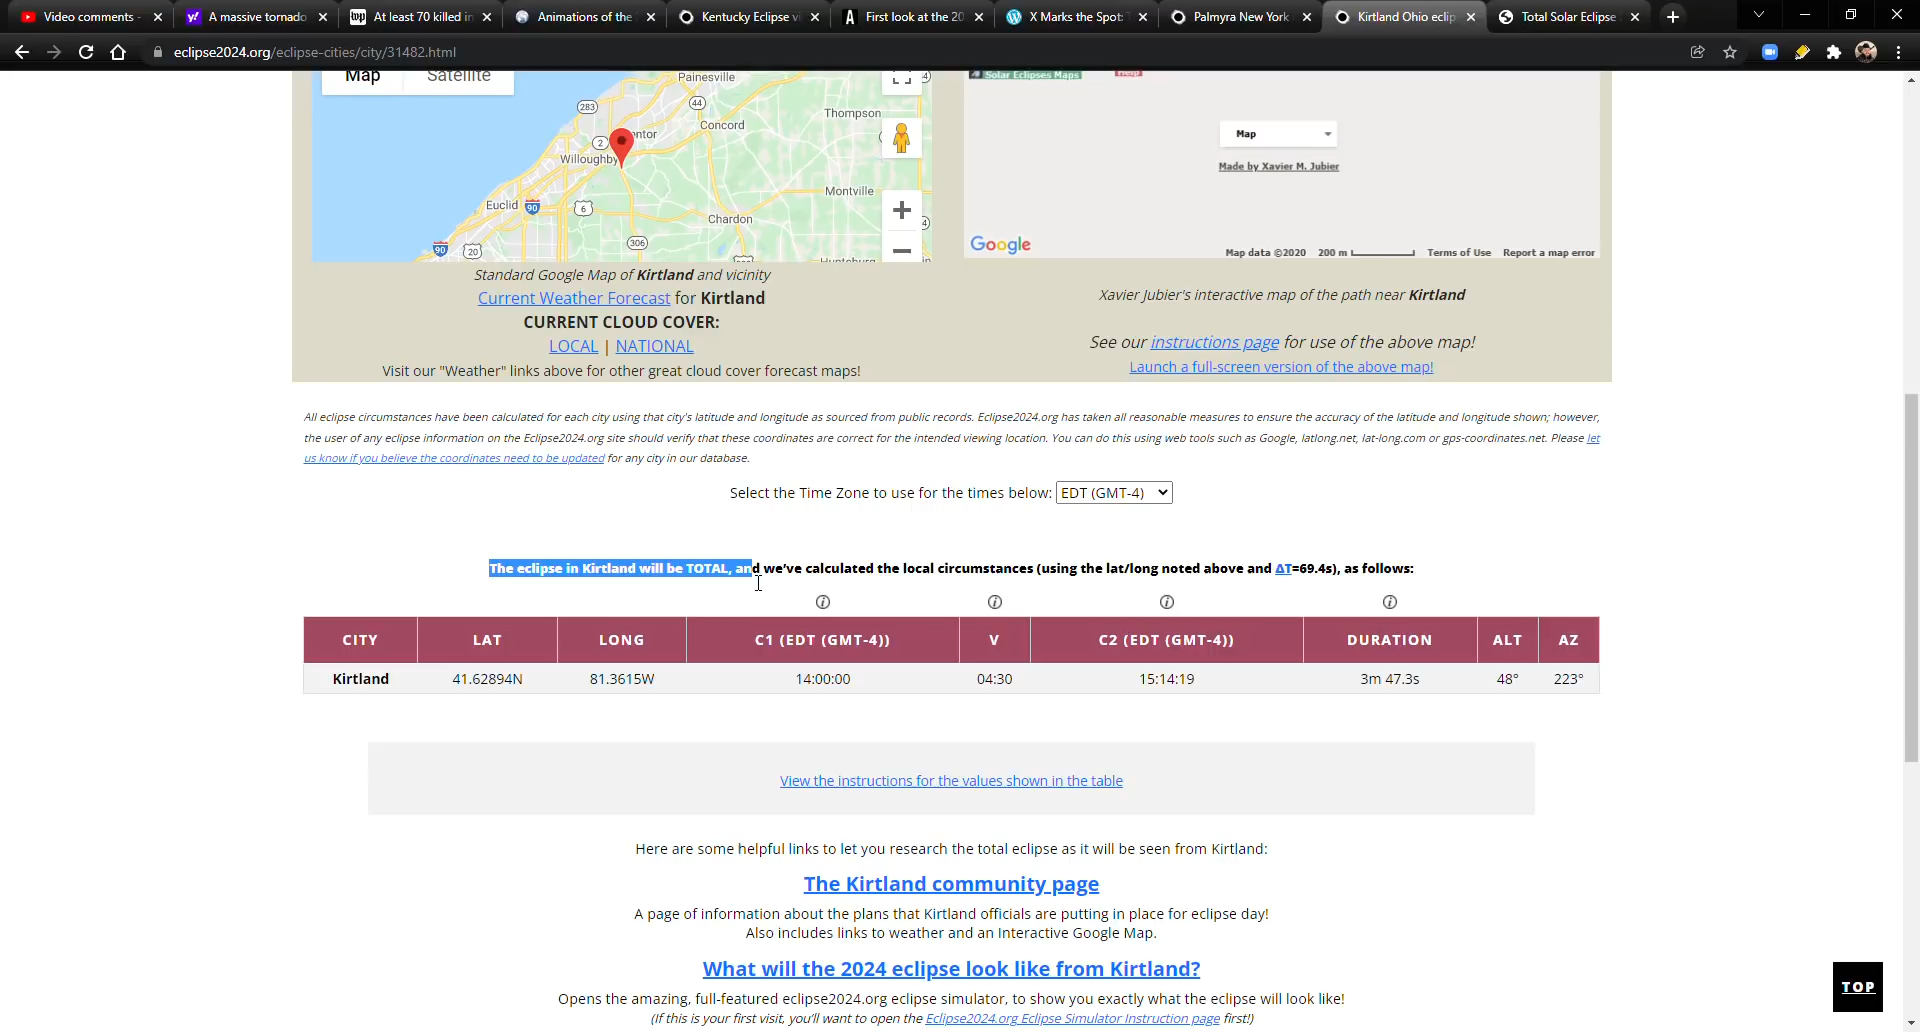 Video comments -
A massive tornado
At least 70 killed in
Animations of the
Kentucky Eclipse vi
First look at the 20
X Marks the Spot: T
Palmyra New York
Kirtland Ohio eclip
Total Solar Eclipse
eclipse2024.org/eclipse-cities/city/31482.html
Map
Satellite
Painesville
283
44
Thompson
Concord
ntor
2
Willoughby
Montville
Euclid
90
6
Chardon
90
20
306
Solar Eclipses Maps
Help
Map
Made by Xavier M. Jubier
Google
Map data ©2020
200 m
Terms of Use
Report a map error
Standard Google Map of Kirtland and vicinity
Current Weather Forecast for Kirtland
CURRENT CLOUD COVER:
LOCAL | NATIONAL
Visit our "Weather" links above for other great cloud cover forecast maps!
Xavier Jubier's interactive map of the path near Kirtland
See our instructions page for use of the above map!
Launch a full-screen version of the above map!
All eclipse circumstances have been calculated for each city using that city's latitude and longitude as sourced from public records. Eclipse2024.org has taken all reasonable measures to ensure the accuracy of the latitude and longitude shown; however,
the user of any eclipse information on the Eclipse2024.org site should verify that these coordinates are correct for the intended viewing location. You can do this using web tools such as Google, latlong.net, lat-long.com or gps-coordinates.net. Please let
us know if you believe the coordinates need to be updated for any city in our database.
Select the Time Zone to use for the times below: EDT (GMT-4)
The eclipse in Kirtland will be TOTAL, and we've calculated the local circumstances (using the lat/long noted above and ΔT=69.4s), as follows:
CITY LAT LONG C1 (EDT (GMT-4)) V C2 (EDT (GMT-4)) DURATION ALT AZ
Kirtland 41.62894N 81.3615W 14:00:00 04:30 15:14:19 3m 47.3s 48° 223°
View the instructions for the values shown in the table
Here are some helpful links to let you research the total eclipse as it will be seen from Kirtland:
The Kirtland community page
A page of information about the plans that Kirtland officials are putting in place for eclipse day!
Also includes links to weather and an Interactive Google Map.
What will the 2024 eclipse look like from Kirtland?
Opens the amazing, full-featured eclipse2024.org eclipse simulator, to show you exactly what the eclipse will look like!
(If this is your first visit, you'll want to open the Eclipse2024.org Eclipse Simulator Instruction page first!)
TOP